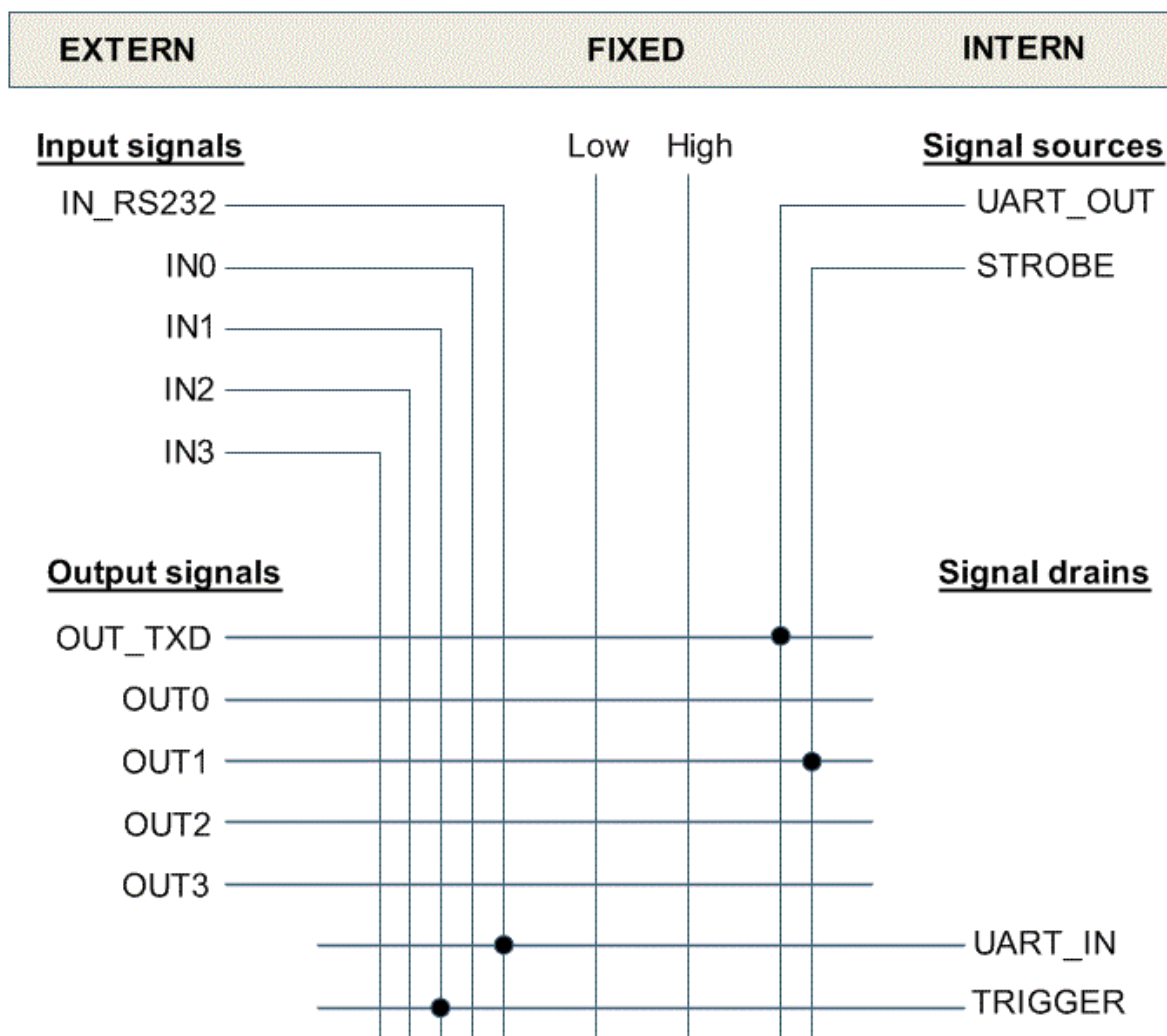 EXTERN FIXED INTERN
Input signals Low High Signal sources
IN_RS232 UART_OUT
IN0 STROBE
IN1
IN2
IN3
Output signals Signal drains
OUT_TXD
OUT0
OUT1
OUT2
OUT3
UART_IN
TRIGGER